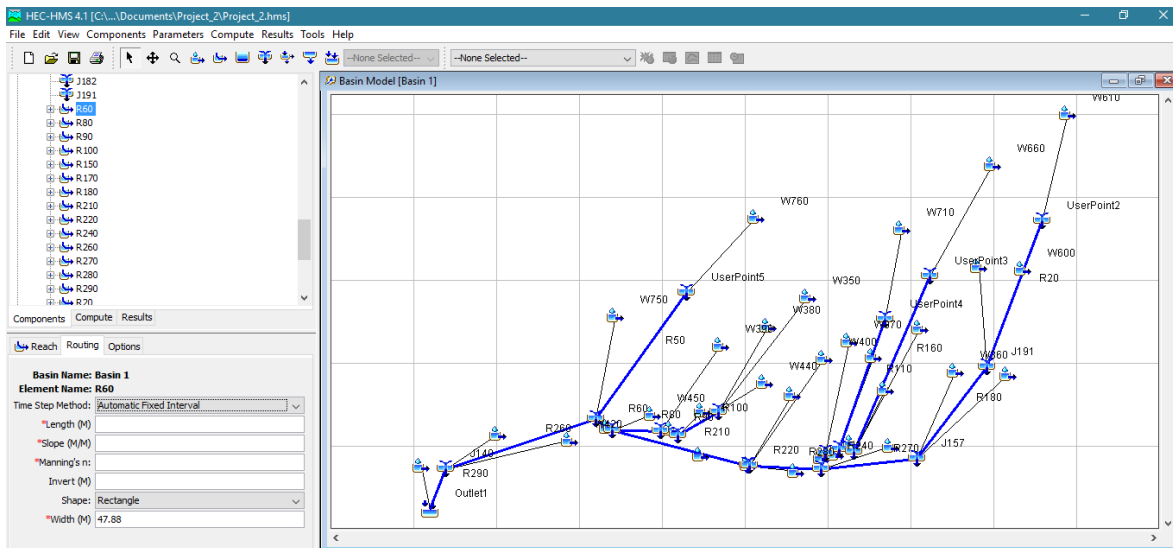 HEC-HMS 4.1 [C:\...\Documents\Project_2\Project_2.hms]
File Edit View Components Parameters Compute Results Tools Help
--None Selected--
--None Selected--
J182
J191
R60
R80
R90
R100
R150
R170
R180
R210
R220
R240
R260
R270
R280
R290
R20
Components Compute Results
Reach Routing Options
Basin Name: Basin 1
Element Name: R60
Time Step Method: Automatic Fixed Interval
*Length (M)
*Slope (M/M)
*Manning's n:
Invert (M)
Shape: Rectangle
*Width (M) 47.88
Basin Model [Basin 1]
W610
W660
W760
UserPoint2
W710
W600
UserPoint3
UserPoint5
R20
W350
W750
UserPoint4
W380
W390
R50
W400
R160
J191
W440
R110
R180
W450
R60
R80
R100
R260
R210
J157
R220
R270
J140
R290
Outlet1